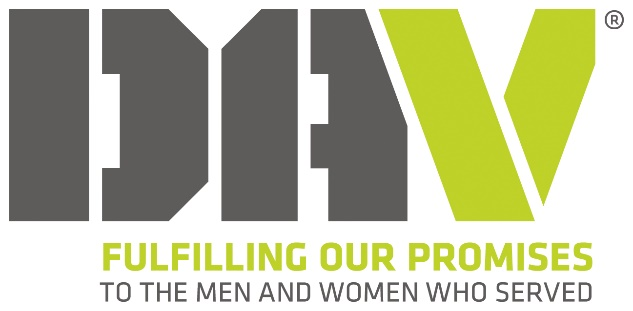 DAV®
FULFILLING OUR PROMISES
TO THE MEN AND WOMEN WHO SERVED